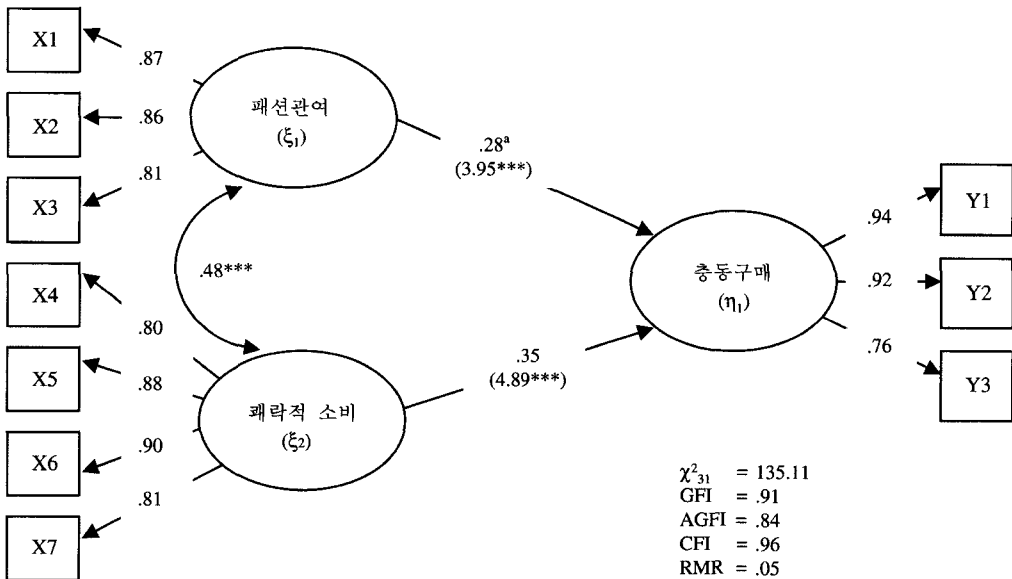 X1
.87
X2
.86
X3
.81
패션관여
(ξ₁)
.28ᵃ
(3.95***)
.48***
X4
.80
X5
.88
X6
.90
X7
.81
쾌락적 소비
(ξ₂)
.35
(4.89***)
충동구매
(η₁)
.94
Y1
.92
Y2
.76
Y3
χ²₃₁ = 135.11
GFI = .91
AGFI = .84
CFI = .96
RMR = .05